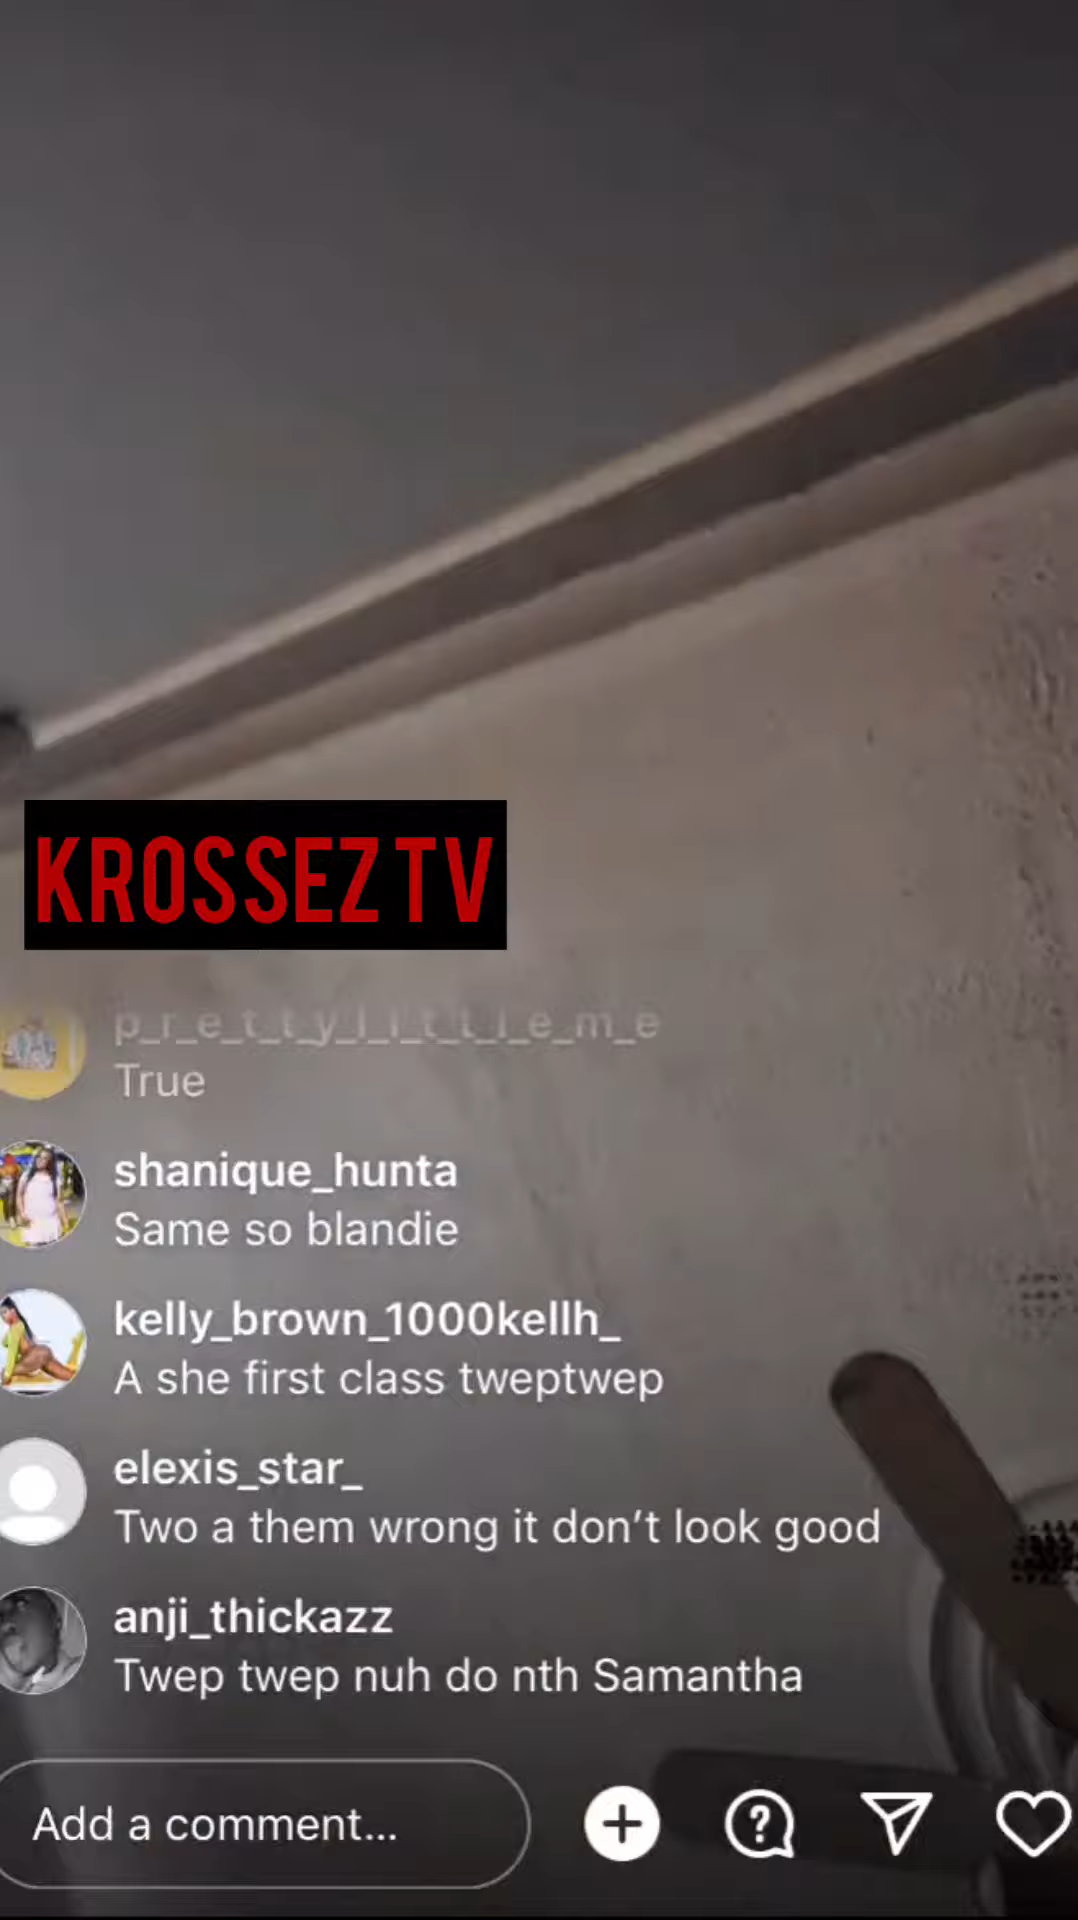 KROSSEZ TV
p_r_e_t_t_y_l_i_t_t_l_e_m_e
True
shanique_hunta
Same so blandie
kelly_brown_1000kellh_
A she first class tweptwep
elexis_star_
Two a them wrong it don’t look good
anji_thickazz
Twep twep nuh do nth Samantha
Add a comment...